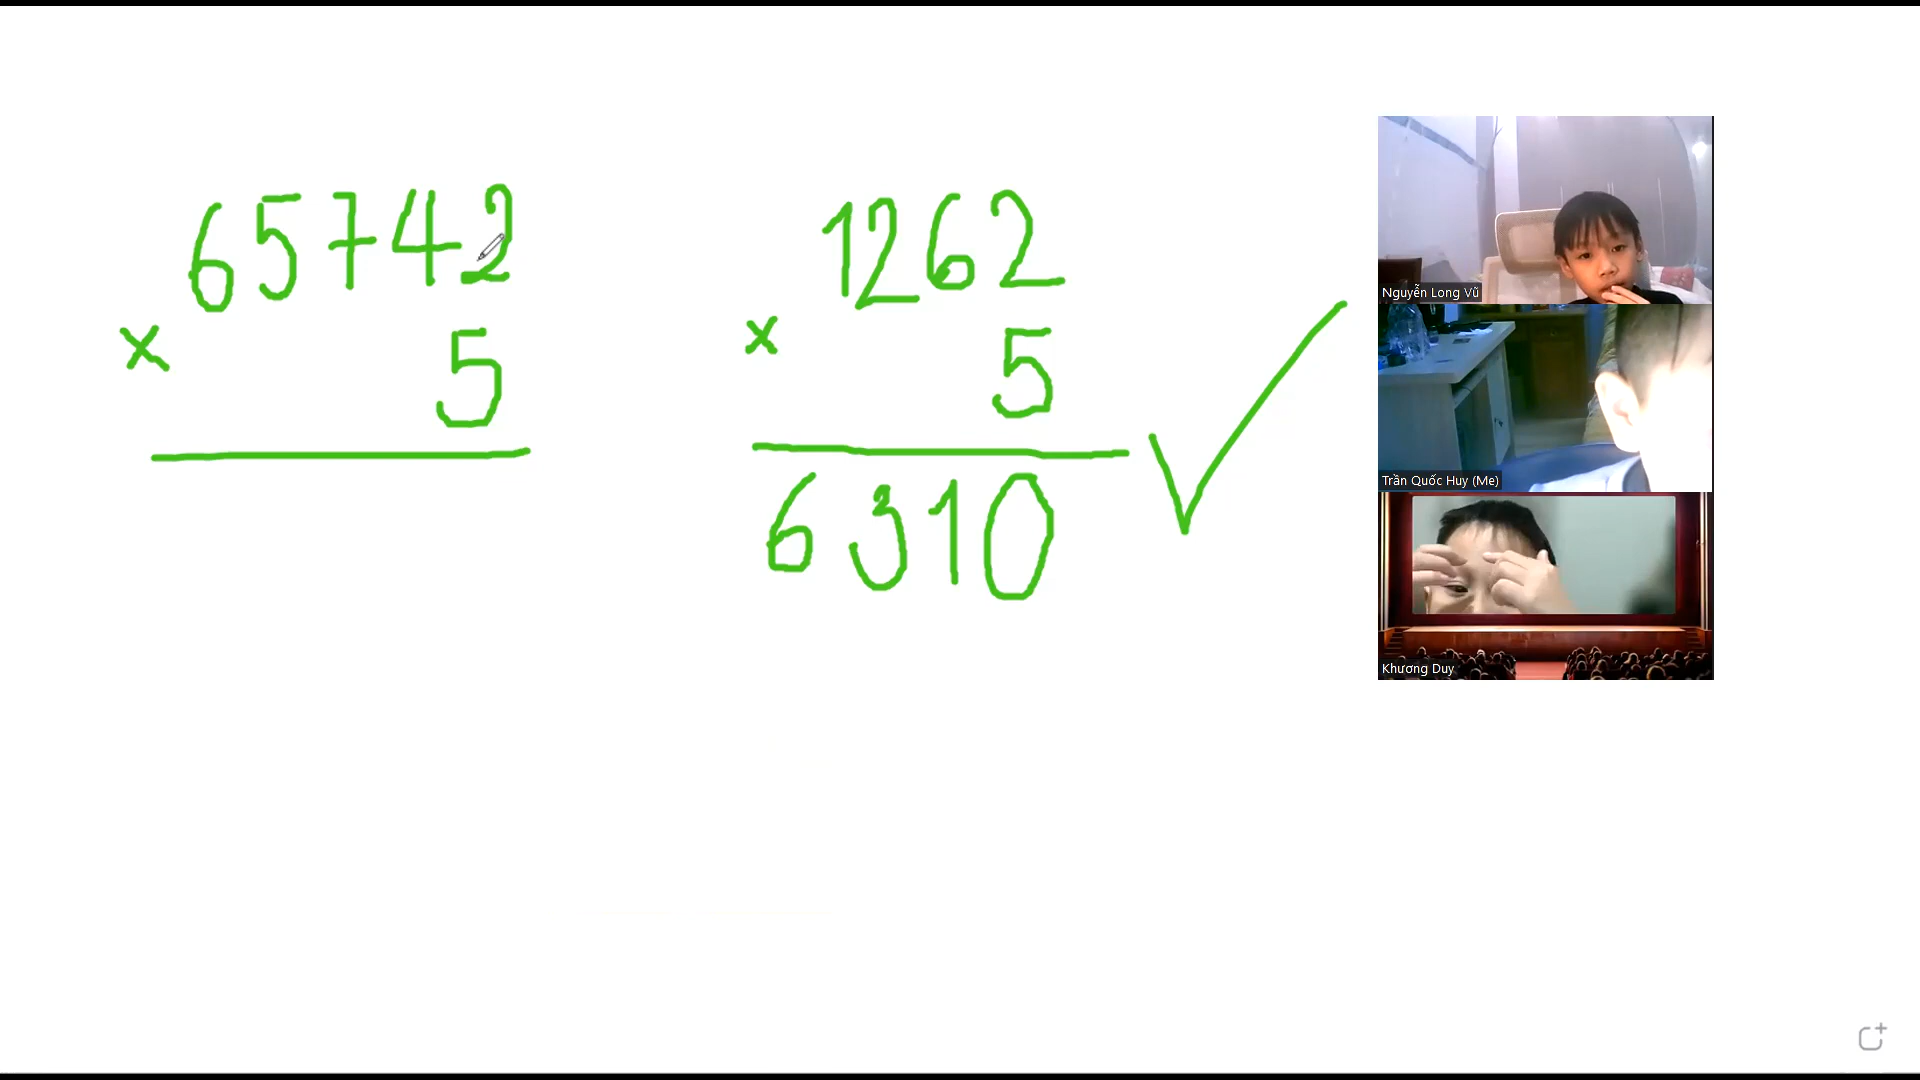 65742
x 5
1262
x 5
6310
Nguyễn Long Vũ
Trần Quốc Huy (Me)
Khương Duy